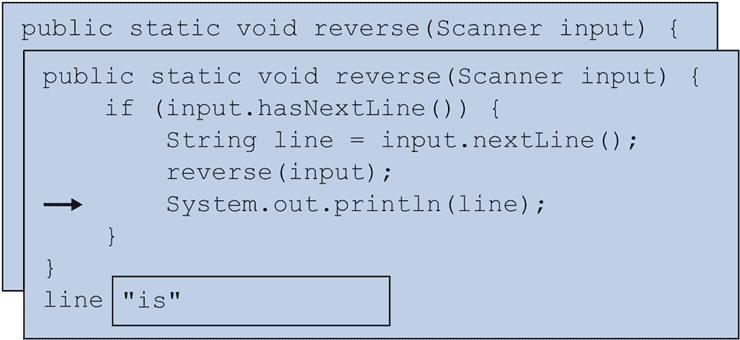 public static void reverse(Scanner input) {
public static void reverse(Scanner input) {
    if (input.hasNextLine()) {
        String line = input.nextLine();
        reverse(input);
        System.out.println(line);
    }
}
line "is"